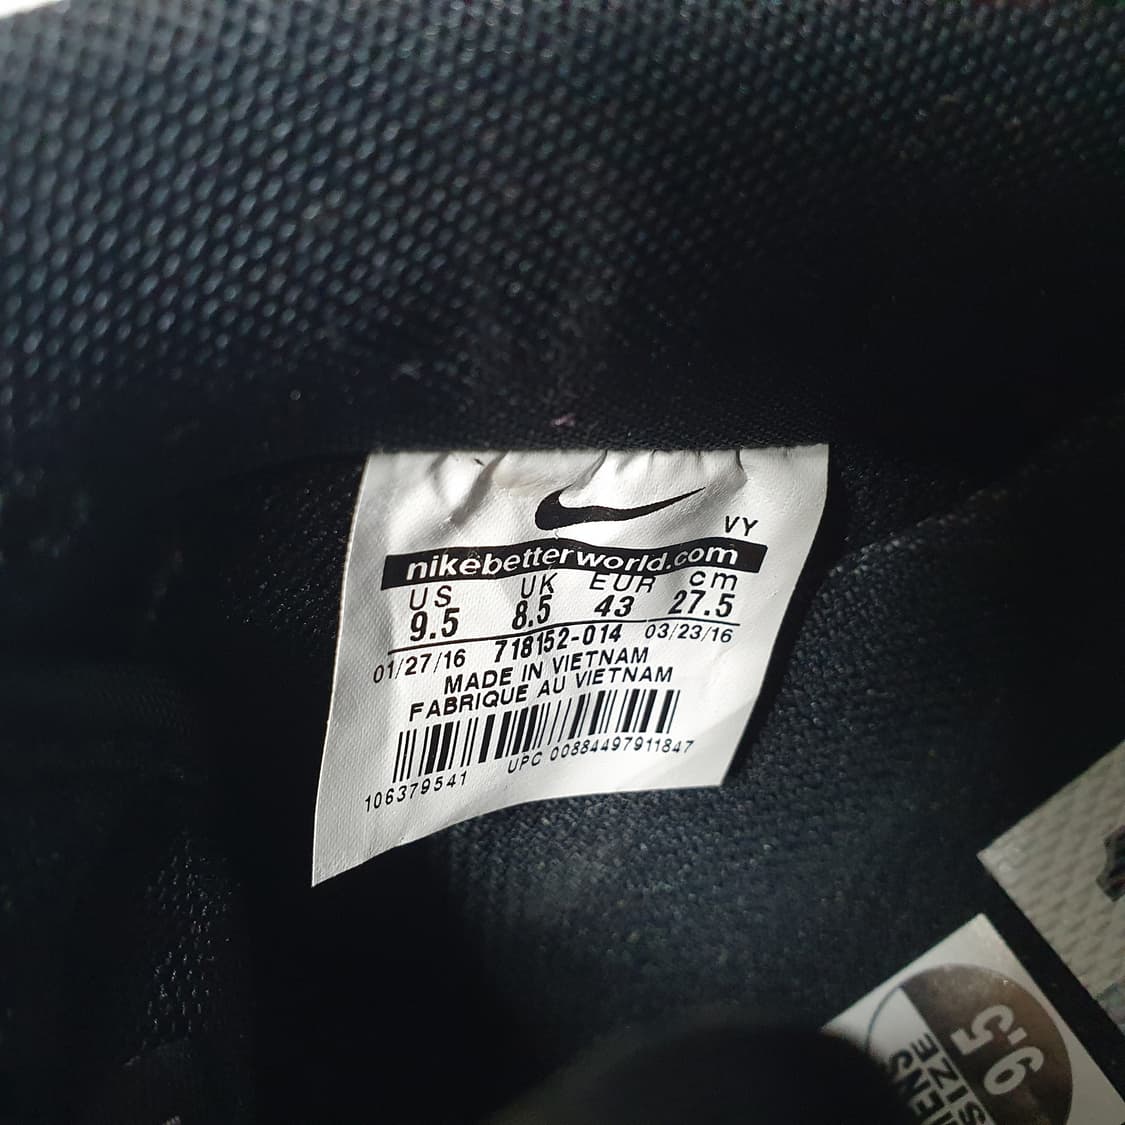 VY
nikebetterworld.com
US UK EUR cm
9.5 8.5 43 27.5
01/27/16 718152-014 03/23/16
MADE IN VIETNAM
FABRIQUE AU VIETNAM
106379541 UPC 00884497911847
9.5
SIZE